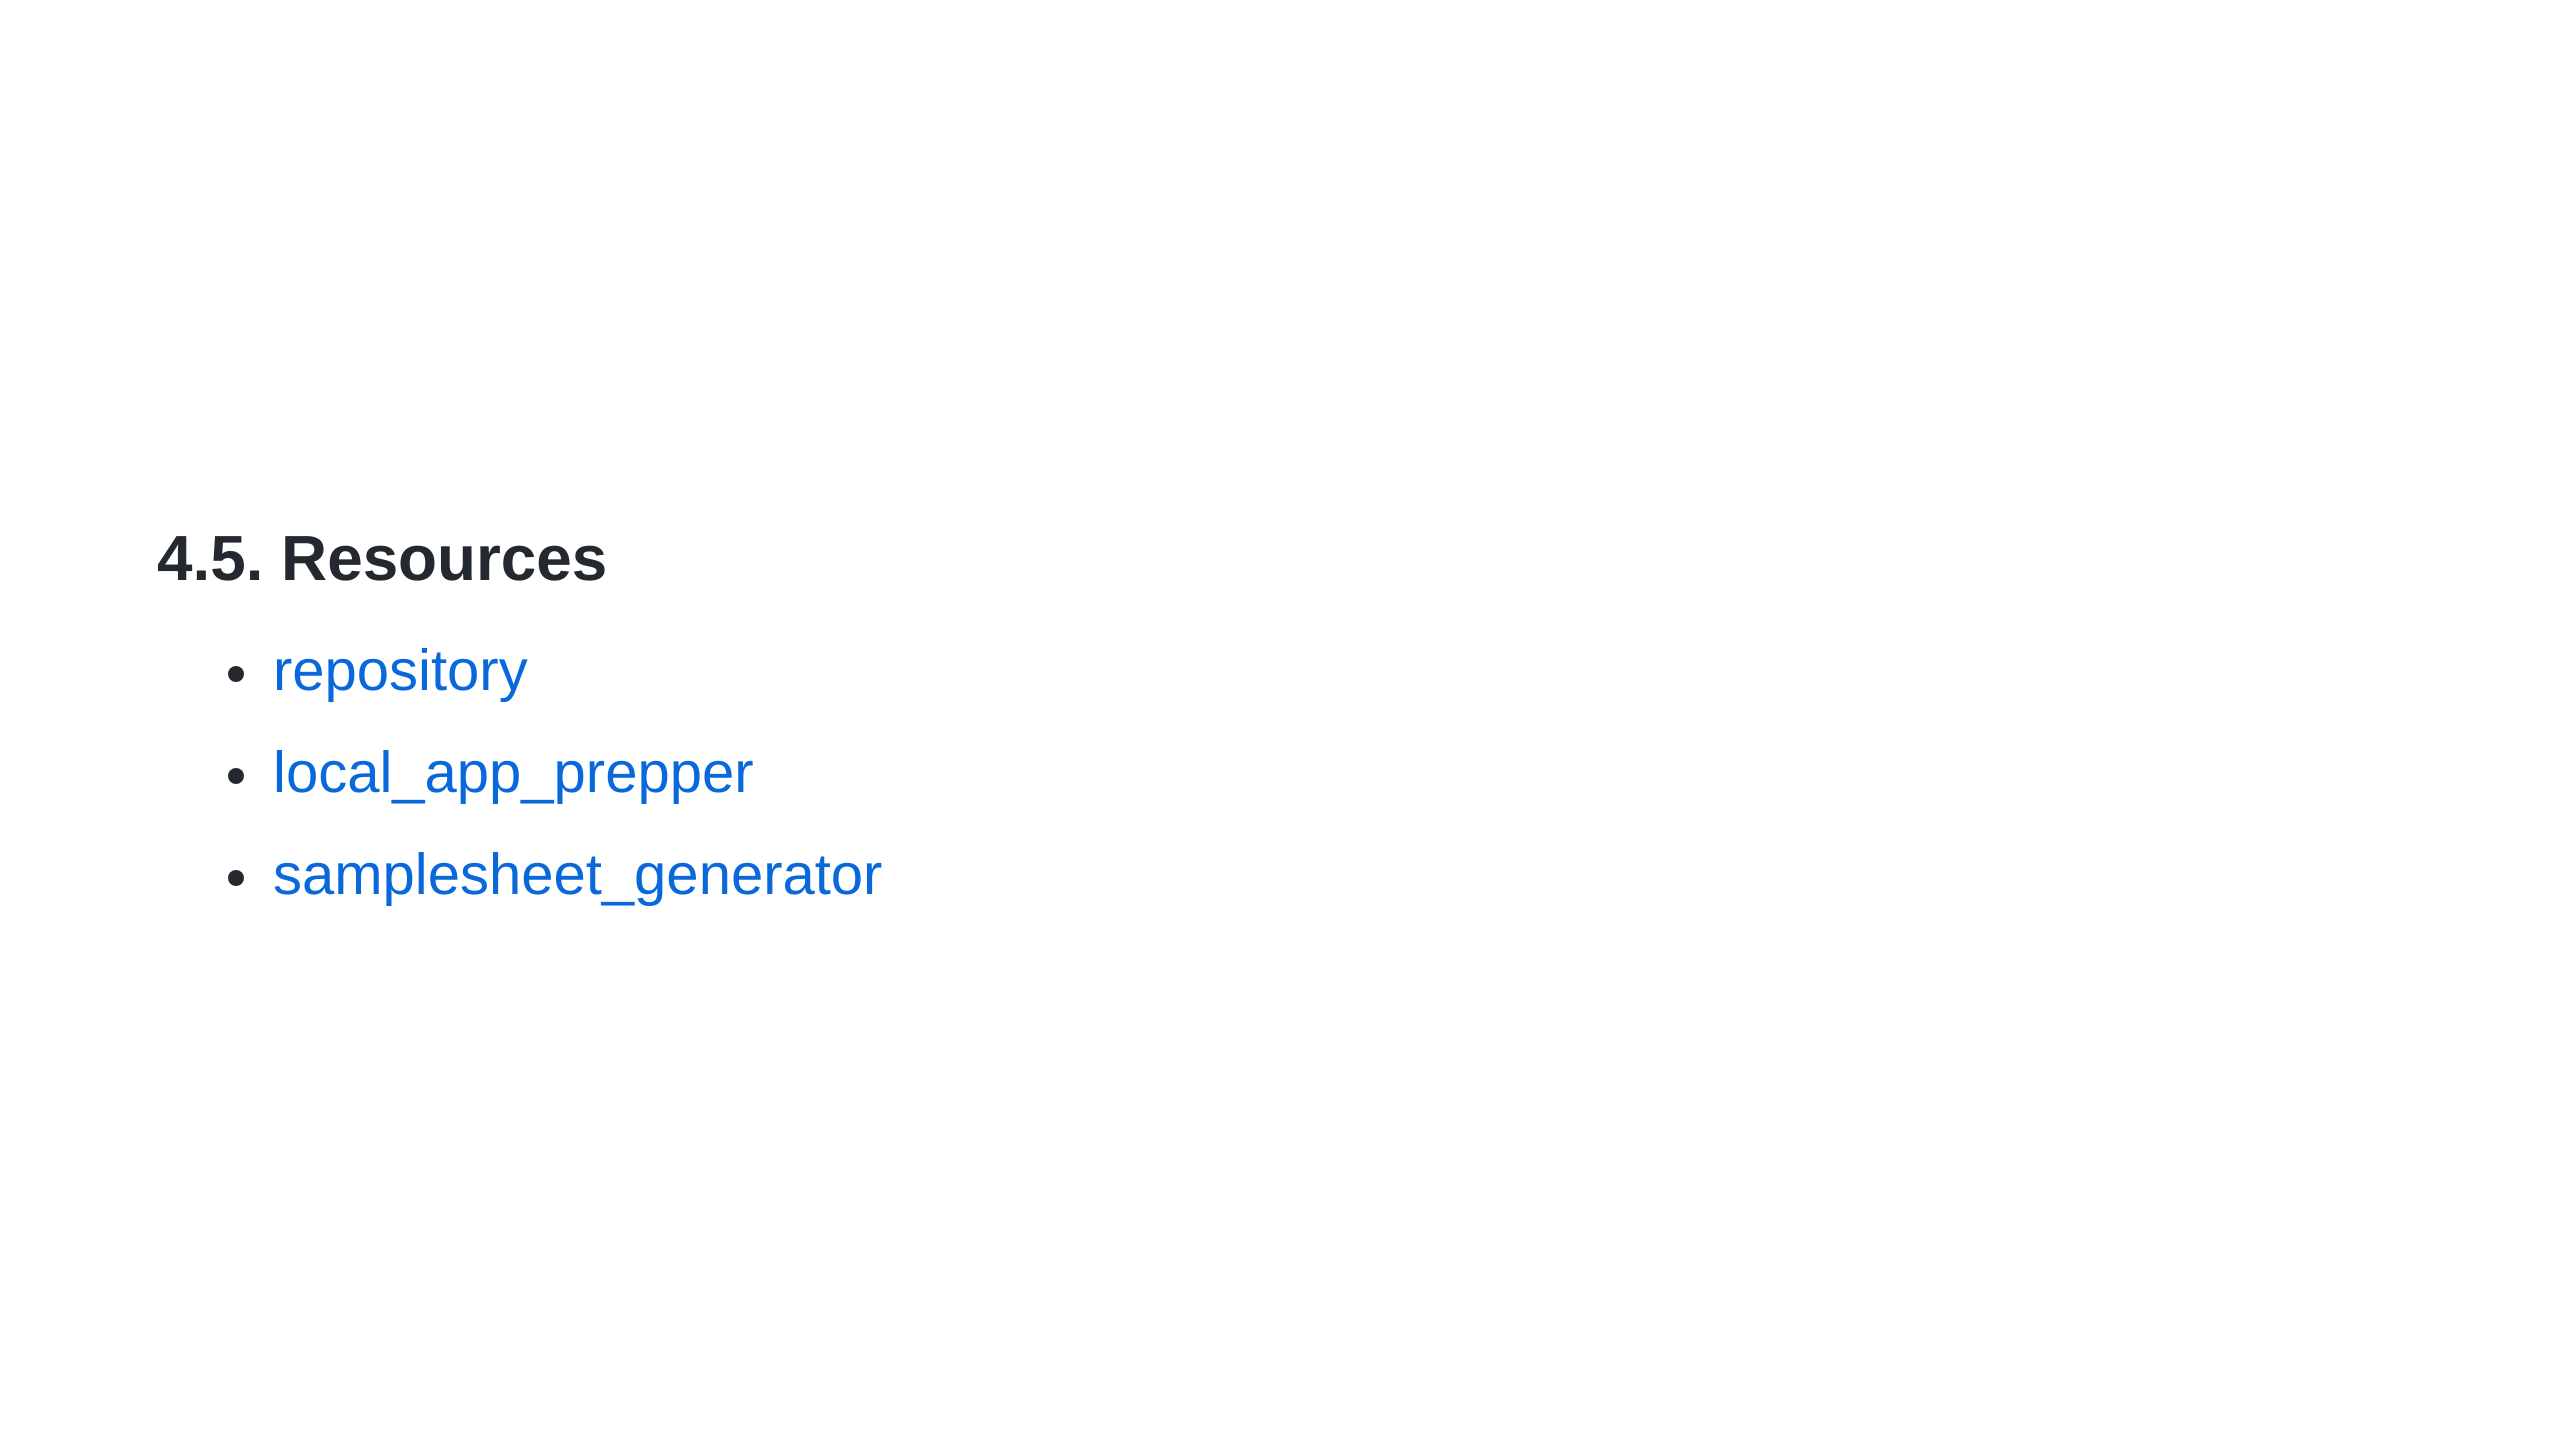 4.5. Resources
• repository
• local_app_prepper
• samplesheet_generator